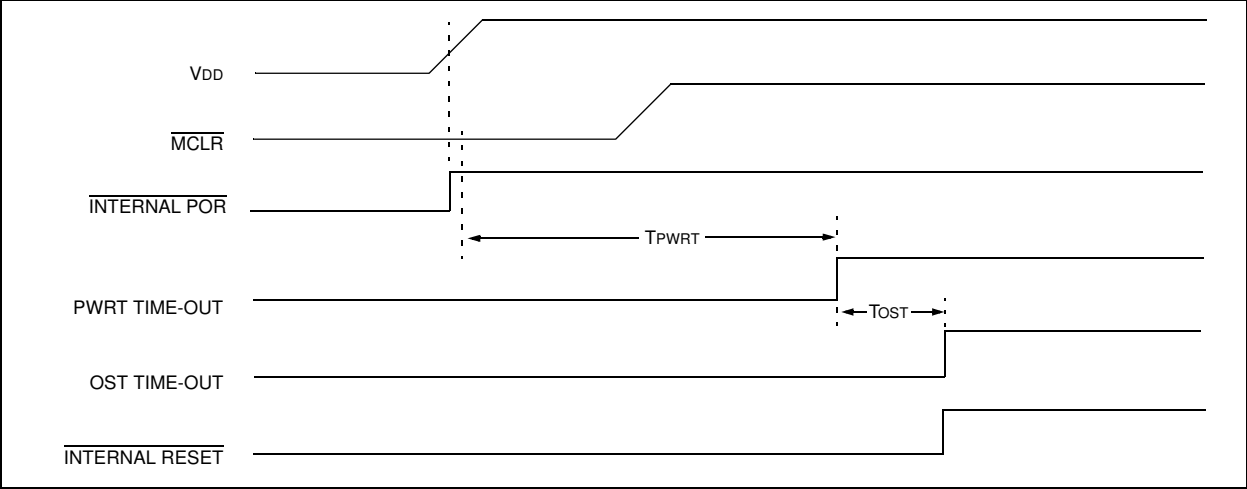 VDD
MCLR
INTERNAL POR
TPWRT
PWRT TIME-OUT
TOST
OST TIME-OUT
INTERNAL RESET